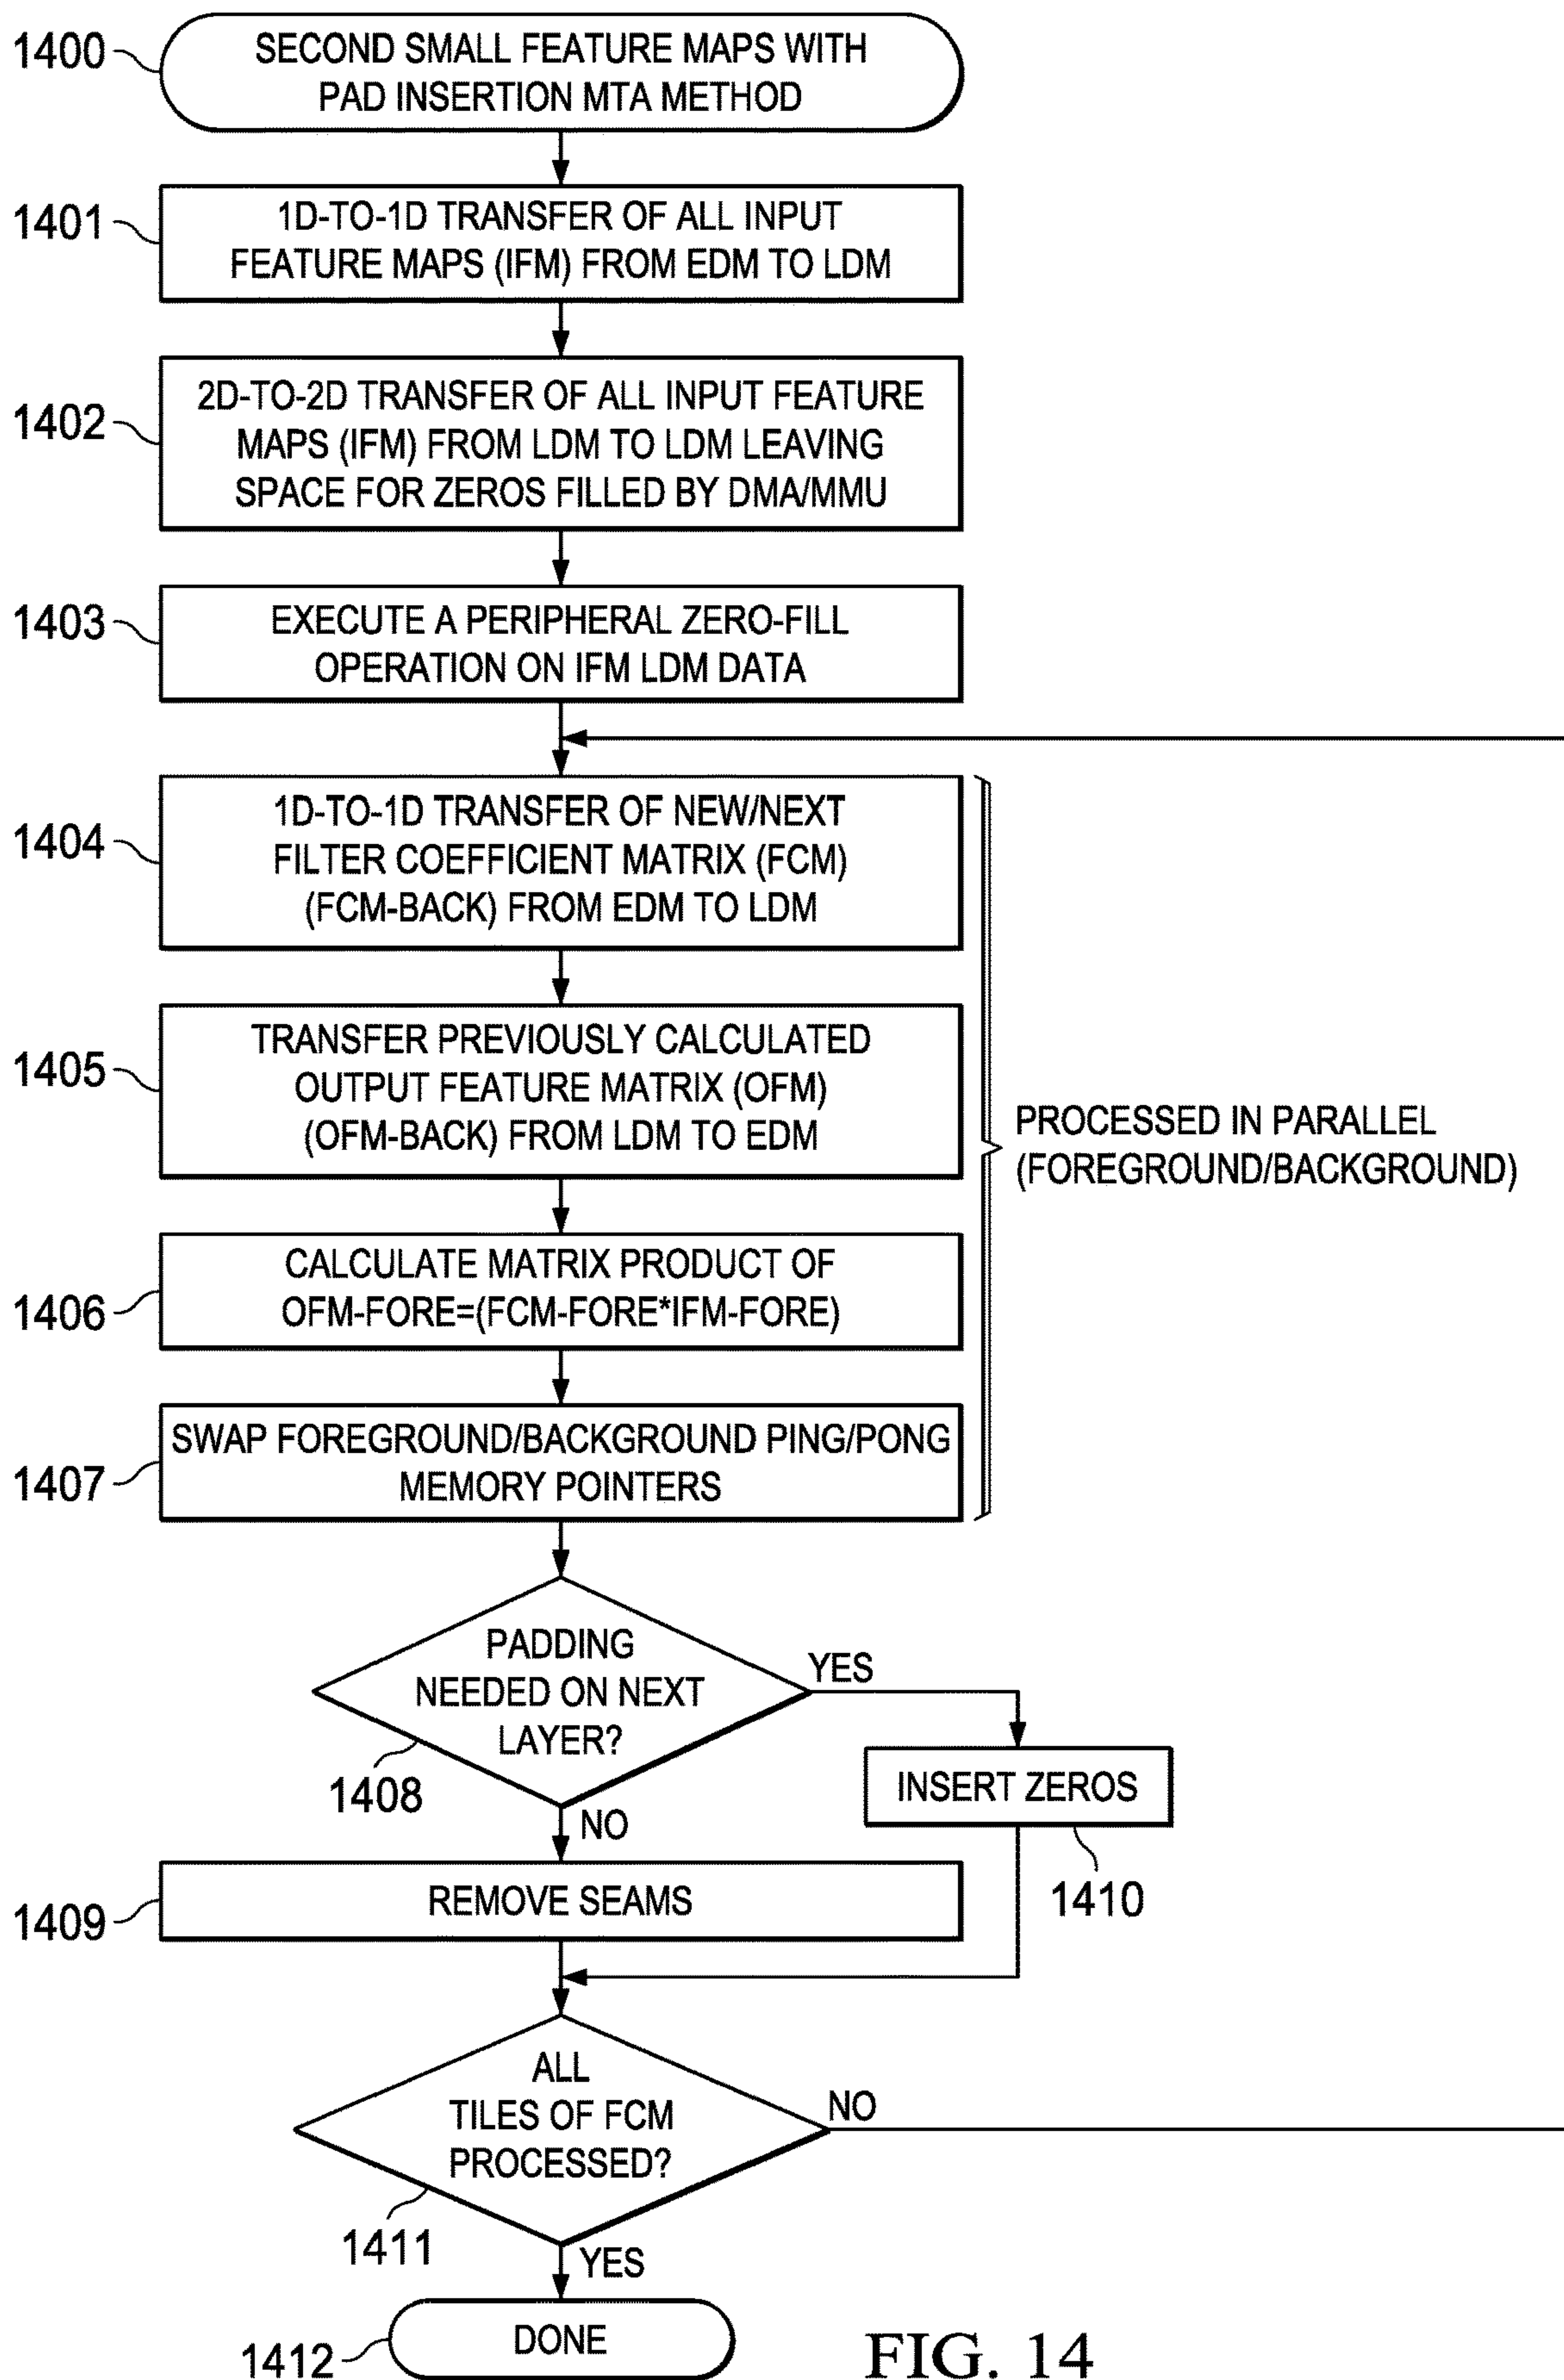 1400
SECOND SMALL FEATURE MAPS WITH
PAD INSERTION MTA METHOD
1401
1D-TO-1D TRANSFER OF ALL INPUT
FEATURE MAPS (IFM) FROM EDM TO LDM
1402
2D-TO-2D TRANSFER OF ALL INPUT FEATURE
MAPS (IFM) FROM LDM TO LDM LEAVING
SPACE FOR ZEROS FILLED BY DMA/MMU
1403
EXECUTE A PERIPHERAL ZERO-FILL
OPERATION ON IFM LDM DATA
1404
1D-TO-1D TRANSFER OF NEW/NEXT
FILTER COEFFICIENT MATRIX (FCM)
(FCM-BACK) FROM EDM TO LDM
1405
TRANSFER PREVIOUSLY CALCULATED
OUTPUT FEATURE MATRIX (OFM)
(OFM-BACK) FROM LDM TO EDM
PROCESSED IN PARALLEL
(FOREGROUND/BACKGROUND)
1406
CALCULATE MATRIX PRODUCT OF
OFM-FORE=(FCM-FORE*IFM-FORE)
1407
SWAP FOREGROUND/BACKGROUND PING/PONG
MEMORY POINTERS
PADDING
NEEDED ON NEXT
LAYER?
YES
1408
NO
INSERT ZEROS
1410
1409
REMOVE SEAMS
ALL
TILES OF FCM
PROCESSED?
NO
1411
YES
1412
DONE
FIG. 14